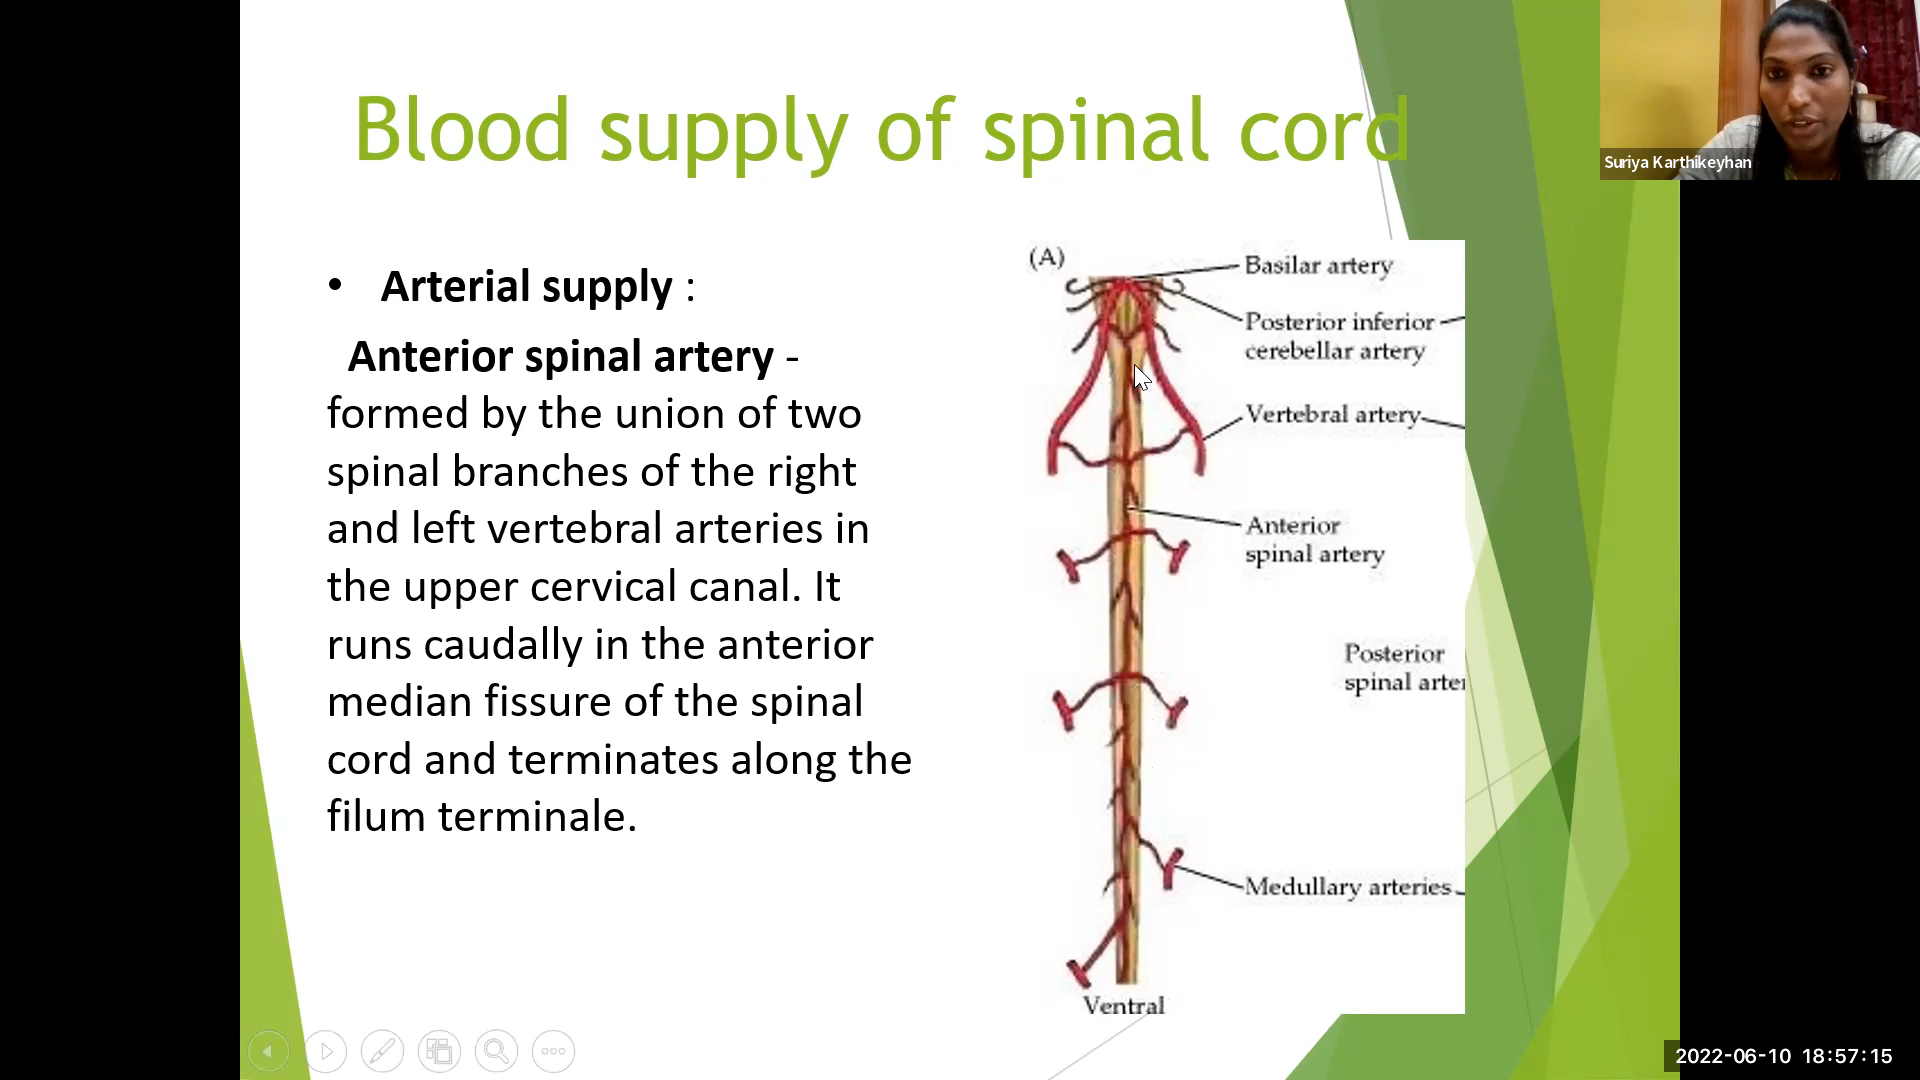 Blood supply of spinal cord
Suriya Karthikeyhan
• Arterial supply :
Anterior spinal artery -
formed by the union of two
spinal branches of the right
and left vertebral arteries in
the upper cervical canal. It
runs caudally in the anterior
median fissure of the spinal
cord and terminates along the
filum terminale.
(A)
Basilar artery
Posterior inferior
cerebellar artery
Vertebral artery
Anterior
spinal artery
Posterior
spinal arte
Medullary arteries
Ventral
2022-06-10 18:57:15